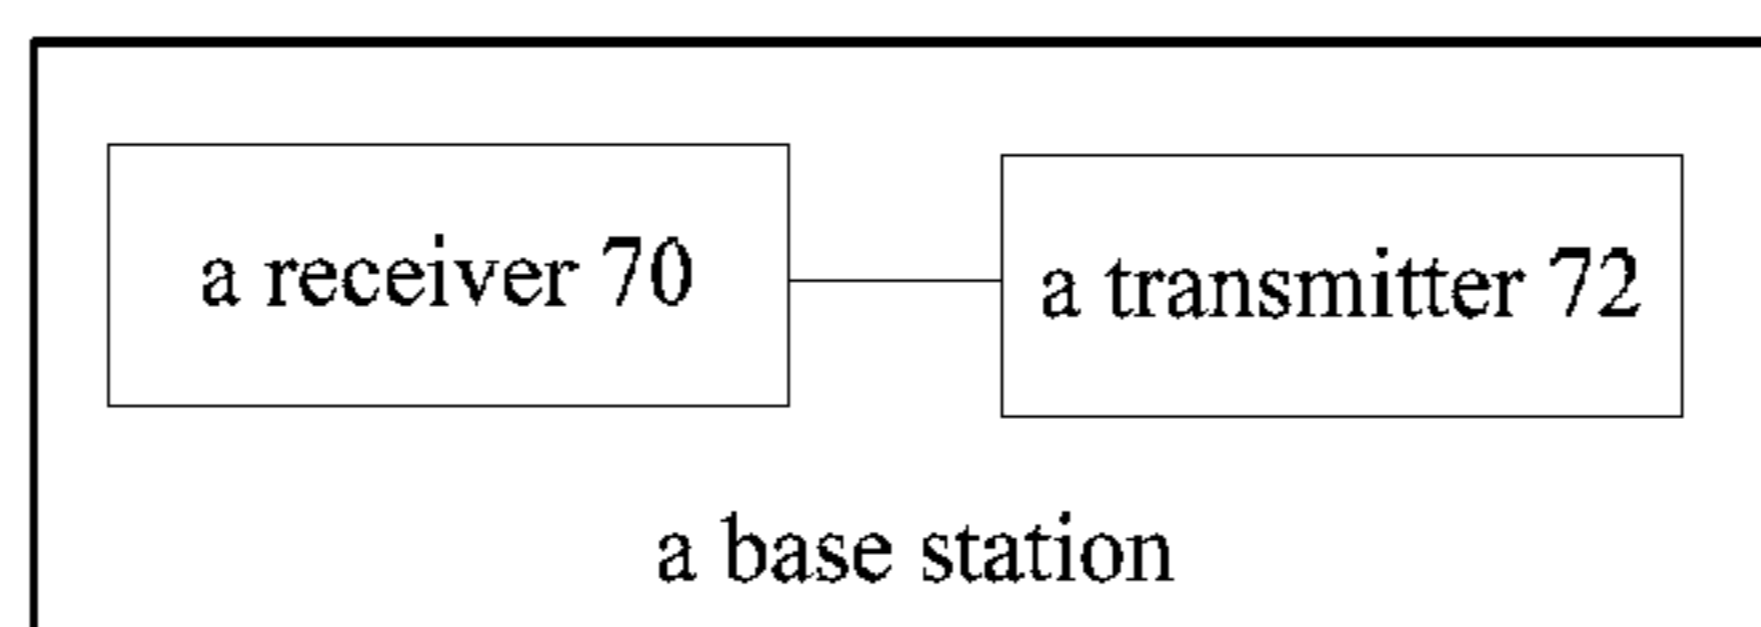 a receiver 70
a transmitter 72
a base station